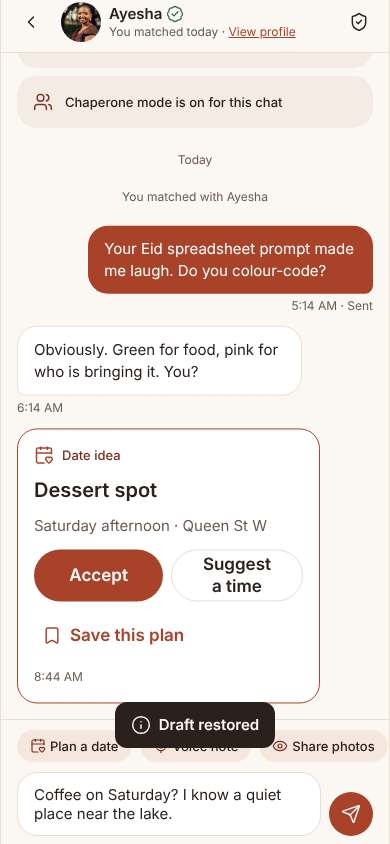 Ayesha
You matched today · View profile
Chaperone mode is on for this chat
Today
You matched with Ayesha
Your Eid spreadsheet prompt made
me laugh. Do you colour-code?
5:14 AM · Sent
Obviously. Green for food, pink for
who is bringing it. You?
6:14 AM
Date idea
Dessert spot
Saturday afternoon · Queen St W
Accept
Suggest
a time
Save this plan
8:44 AM
Draft restored
Plan a date
Voice note
Share photos
Coffee on Saturday? I know a quiet
place near the lake.